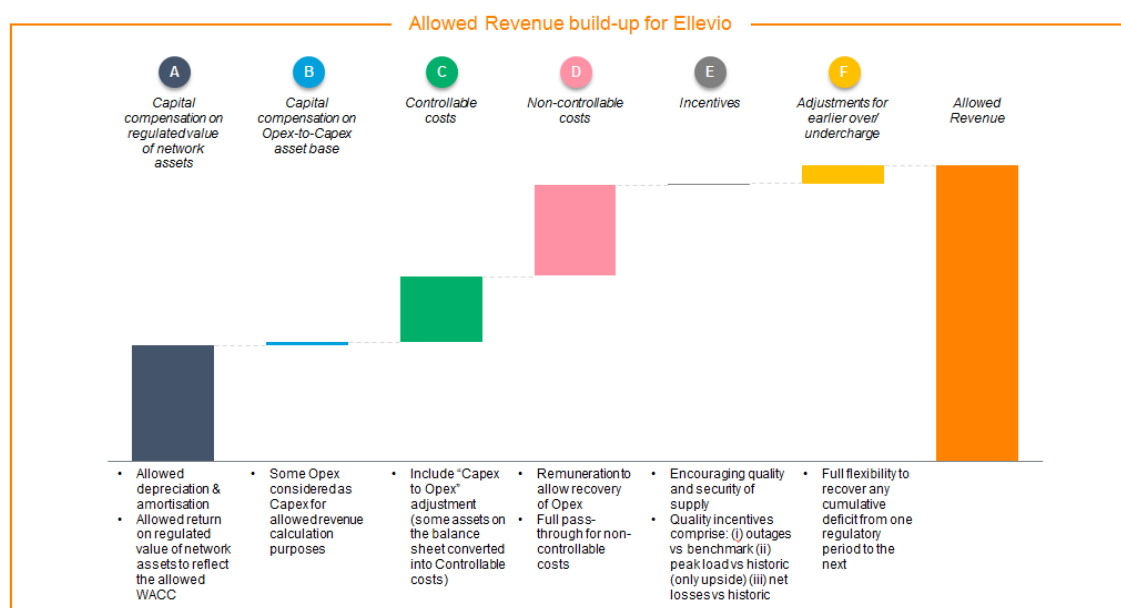 Allowed Revenue build-up for Ellevio
A
Capital
compensation on
regulated value
of network
assets
B
Capital
compensation on
Opex-to-Capex
asset base
C
Controllable
costs
D
Non-controllable
costs
E
Incentives
F
Adjustments for
earlier over/
undercharge
Allowed
Revenue
• Allowed
depreciation &
amortisation
• Allowed return
on regulated
value of network
assets to reflect
the allowed
WACC
• Some Opex
considered as
Capex for
allowed revenue
calculation
purposes
• Include “Capex
to Opex”
adjustment
(some assets on
the balance
sheet converted
into Controllable
costs)
• Remuneration to
allow recovery
of Opex
• Full pass-
through for non-
controllable
costs
• Encouraging quality
and security of
supply
• Quality incentives
comprise: (i) outages
vs benchmark (ii)
peak load vs historic
(only upside) (iii) net
losses vs historic
• Full flexibility to
recover any
cumulative
deficit from one
regulatory
period to the
next